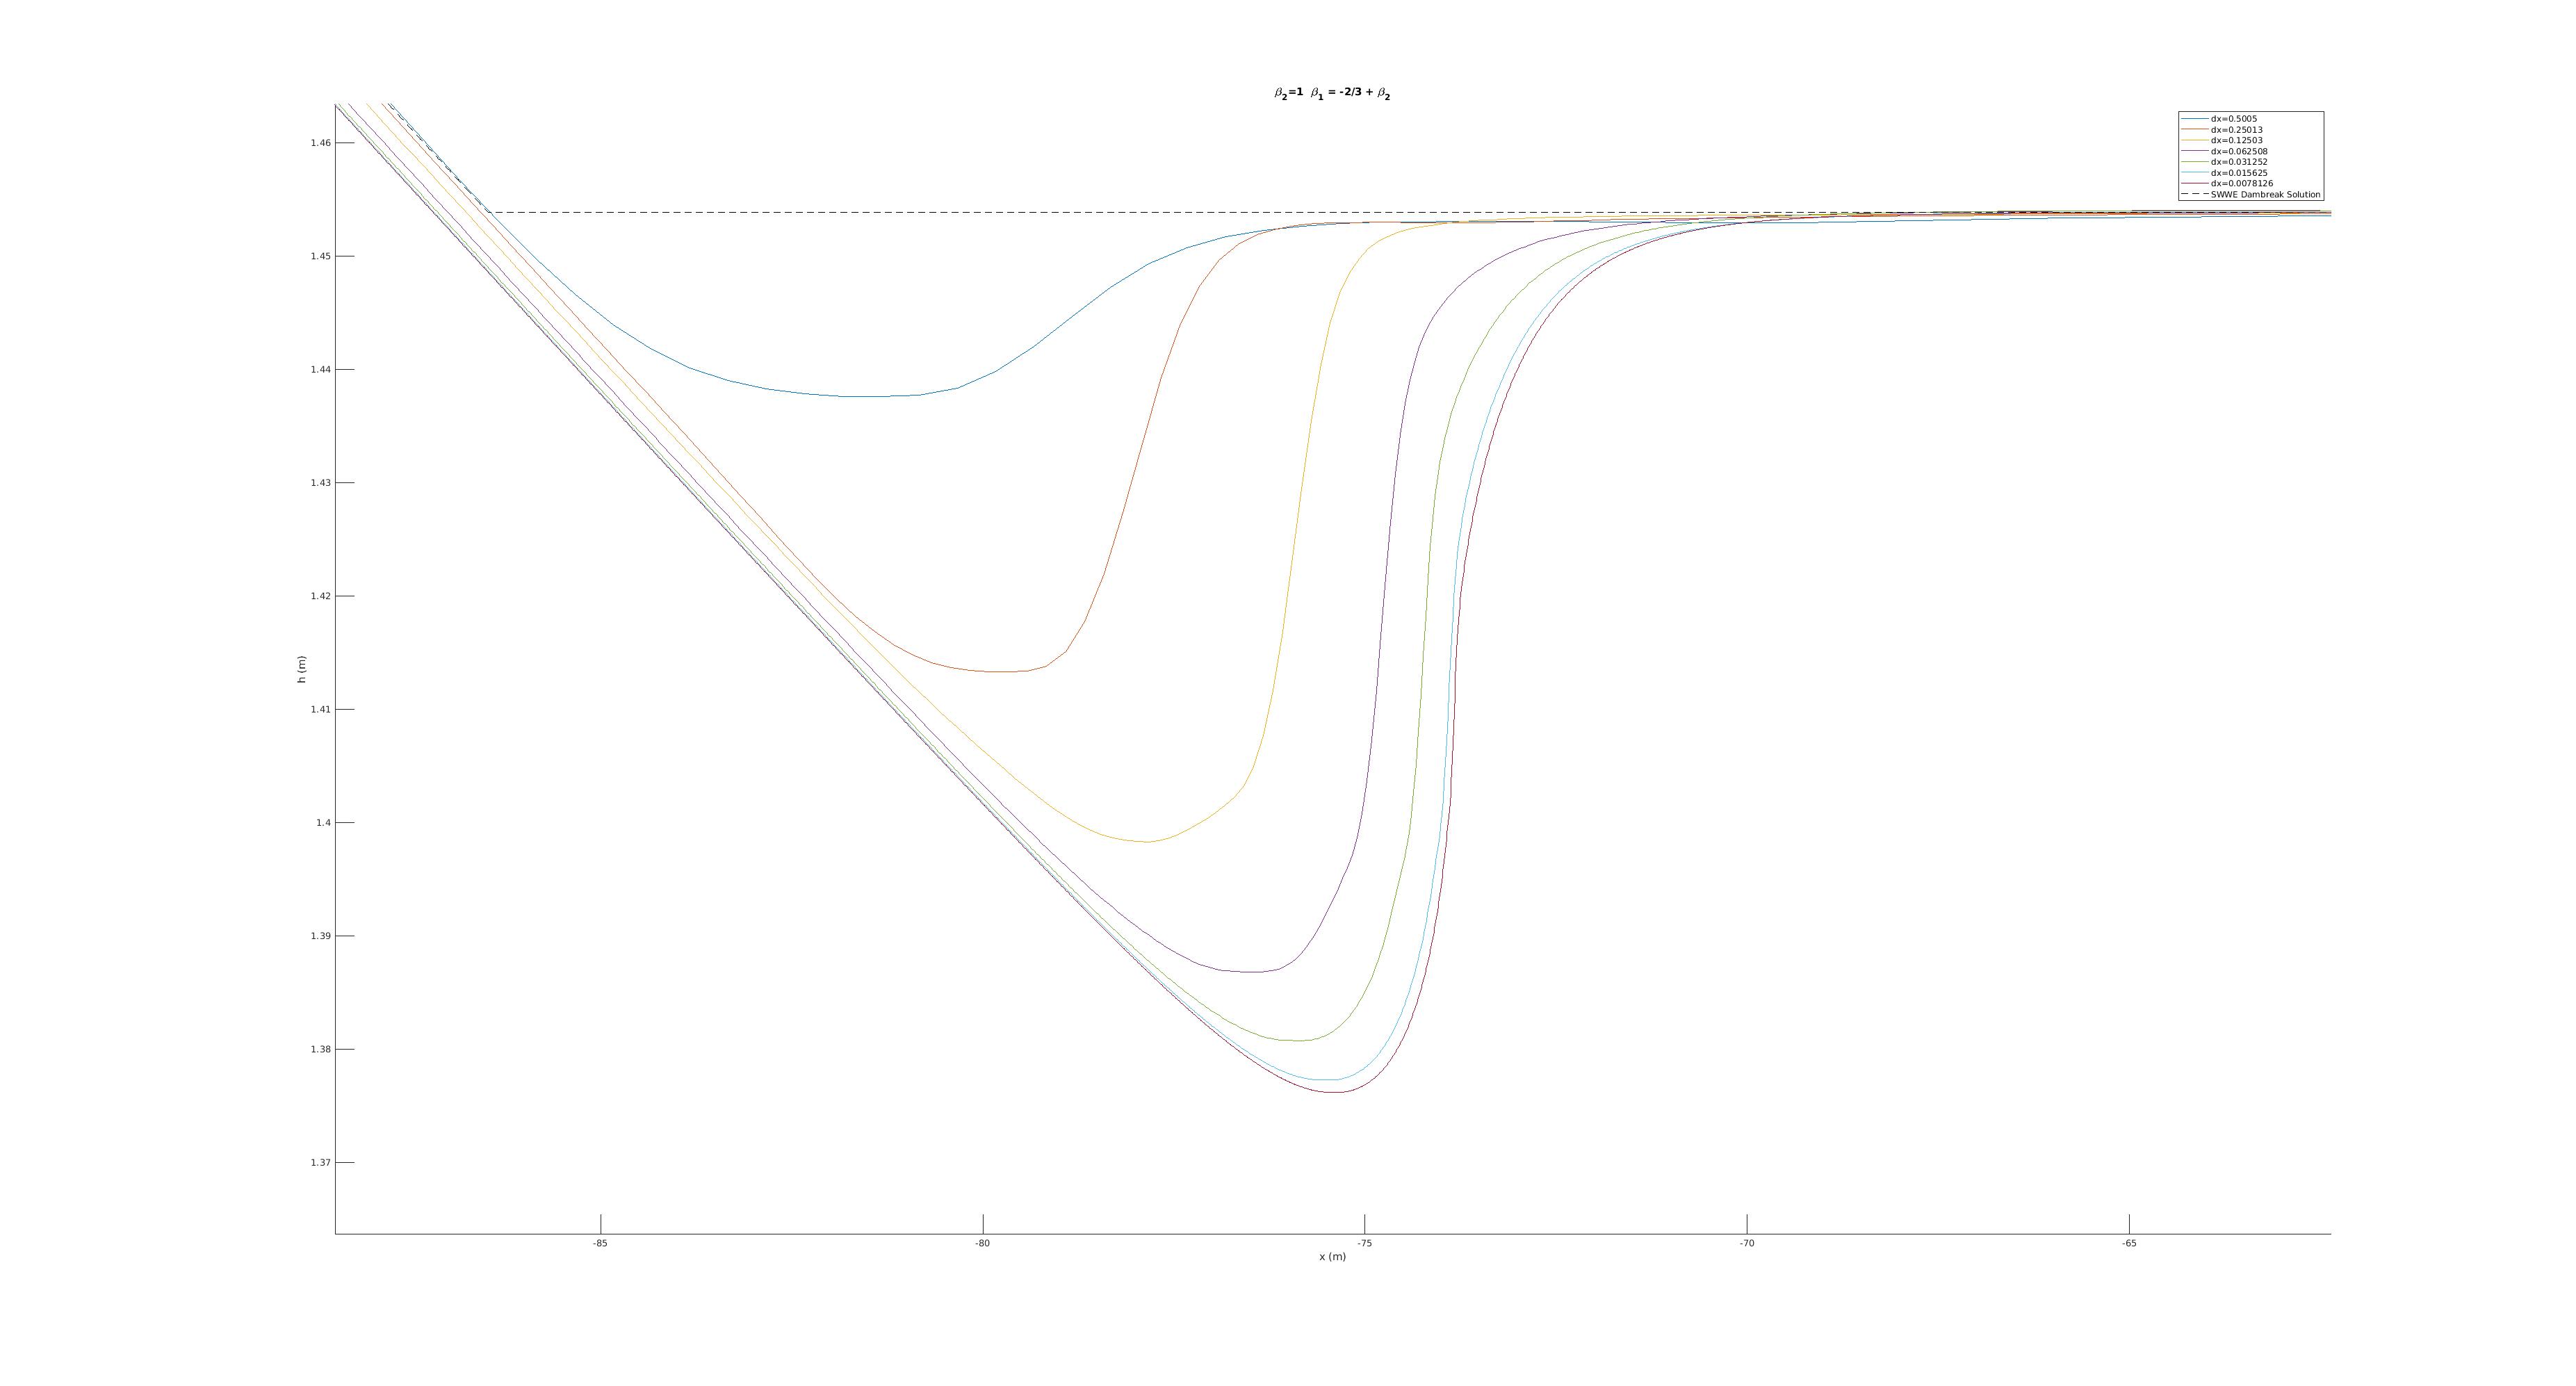 β2=1 β1 = -2/3 + β2
dx=0.5005
dx=0.25013
dx=0.12503
dx=0.062508
dx=0.031252
dx=0.015625
dx=0.0078126
SWWE Dambreak Solution
1.46
1.45
1.44
1.43
1.42
1.41
1.4
1.39
1.38
1.37
h (m)
-85
-80
-75
-70
-65
x (m)